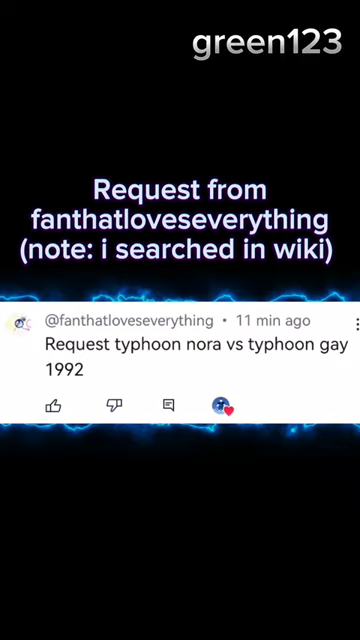 green123
Request from
fanthatloveseverything
(note: i searched in wiki)
@fanthatloveseverything • 11 min ago
Request typhoon nora vs typhoon gay
1992